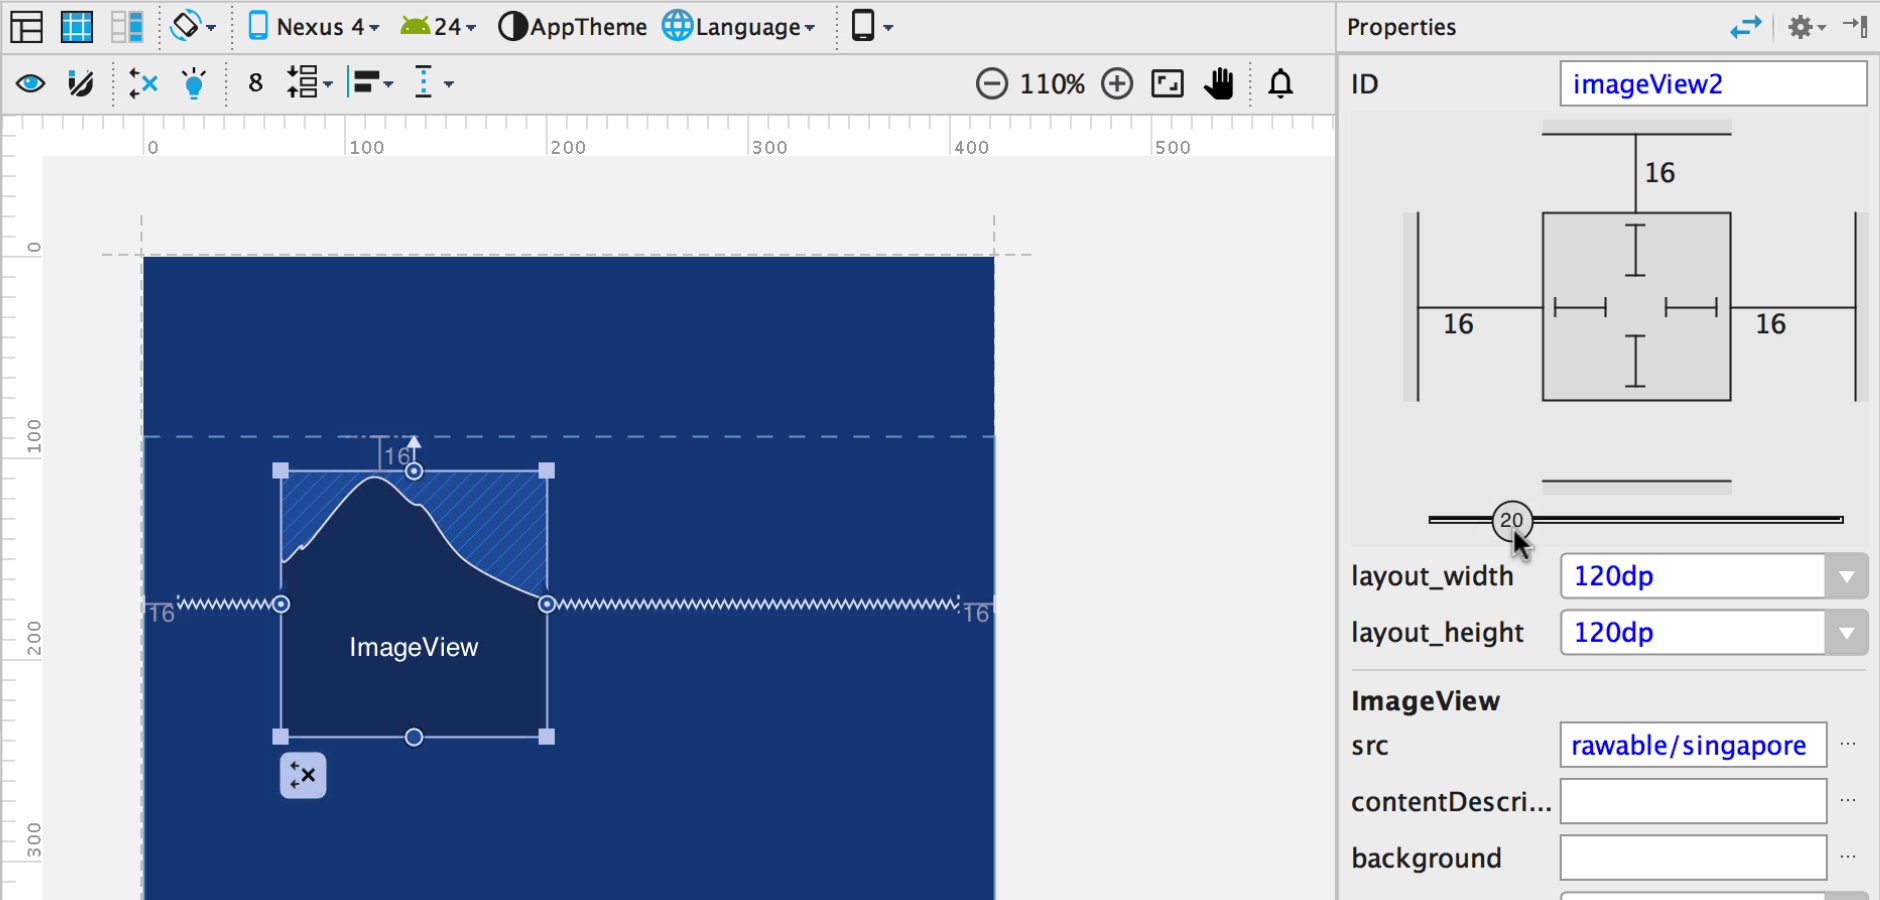 Nexus 4 24 AppTheme Language
Properties
8 110%
ID imageView2
0 100 200 300 400 500
0
100
200
300
16
16
16
ImageView
16
16
16
20
layout_width 120dp
layout_height 120dp
ImageView
src rawable/singapore ...
contentDescri... ...
background ...